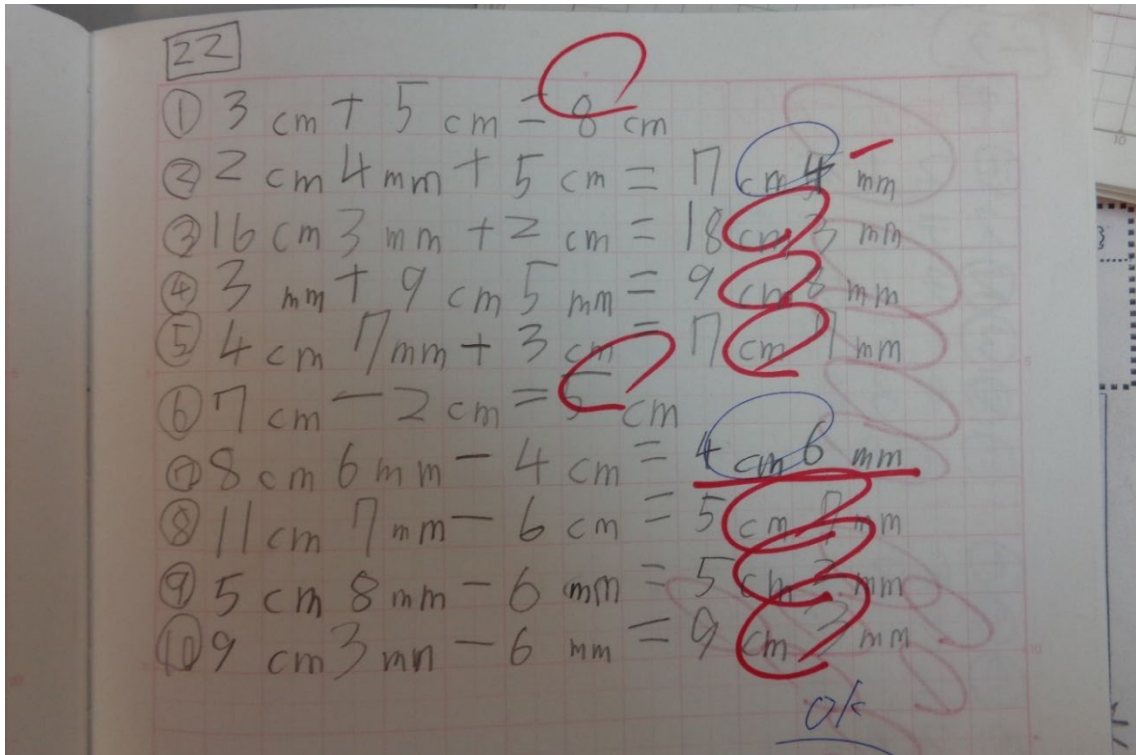 22
① 3 cm + 5 cm = 8 cm
② 2 cm 4 mm + 5 cm = 7 cm 4 mm
③ 16 cm 3 mm + 2 cm = 18 cm 3 mm
④ 3 mm + 9 cm 5 mm = 9 cm 8 mm
⑤ 4 cm 7 mm + 3 cm = 7 cm 7 mm
⑥ 7 cm - 2 cm = 5 cm
⑦ 8 cm 6 mm - 4 cm = 4 cm 6 mm
⑧ 11 cm 7 mm - 6 cm = 5 cm 7 mm
⑨ 5 cm 8 mm - 6 mm = 5 cm 2 mm
⑩ 9 cm 3 mm - 6 mm = 9 cm 3 mm
ok